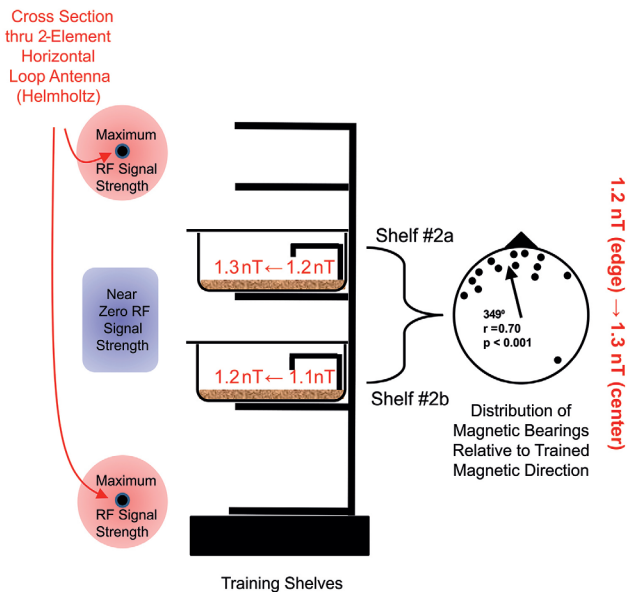 Cross Section
thru 2-Element
Horizontal
Loop Antenna
(Helmholtz)
Maximum
RF Signal
Strength
Near
Zero RF
Signal
Strength
Maximum
RF Signal
Strength
1.3nT ← 1.2nT
1.2nT ← 1.1nT
Training Shelves
Shelf #2a
Shelf #2b
349º
r =0.70
p < 0.001
Distribution of
Magnetic Bearings
Relative to Trained
Magnetic Direction
1.2 nT (edge) → 1.3 nT (center)